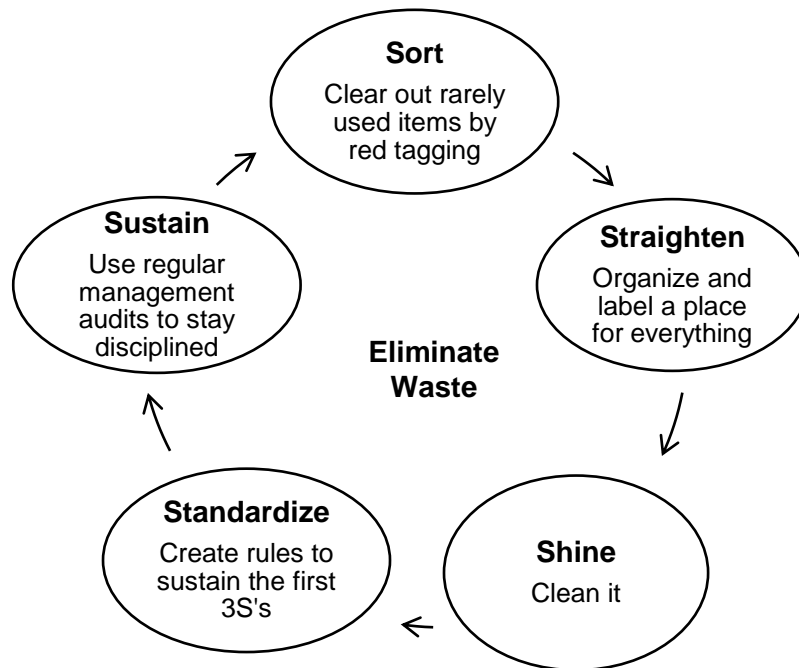 Sort
Clear out rarely
used items by
red tagging
Straighten
Organize and
label a place
for everything
Shine
Clean it
Standardize
Create rules to
sustain the first
3S's
Sustain
Use regular
management
audits to stay
disciplined
Eliminate
Waste